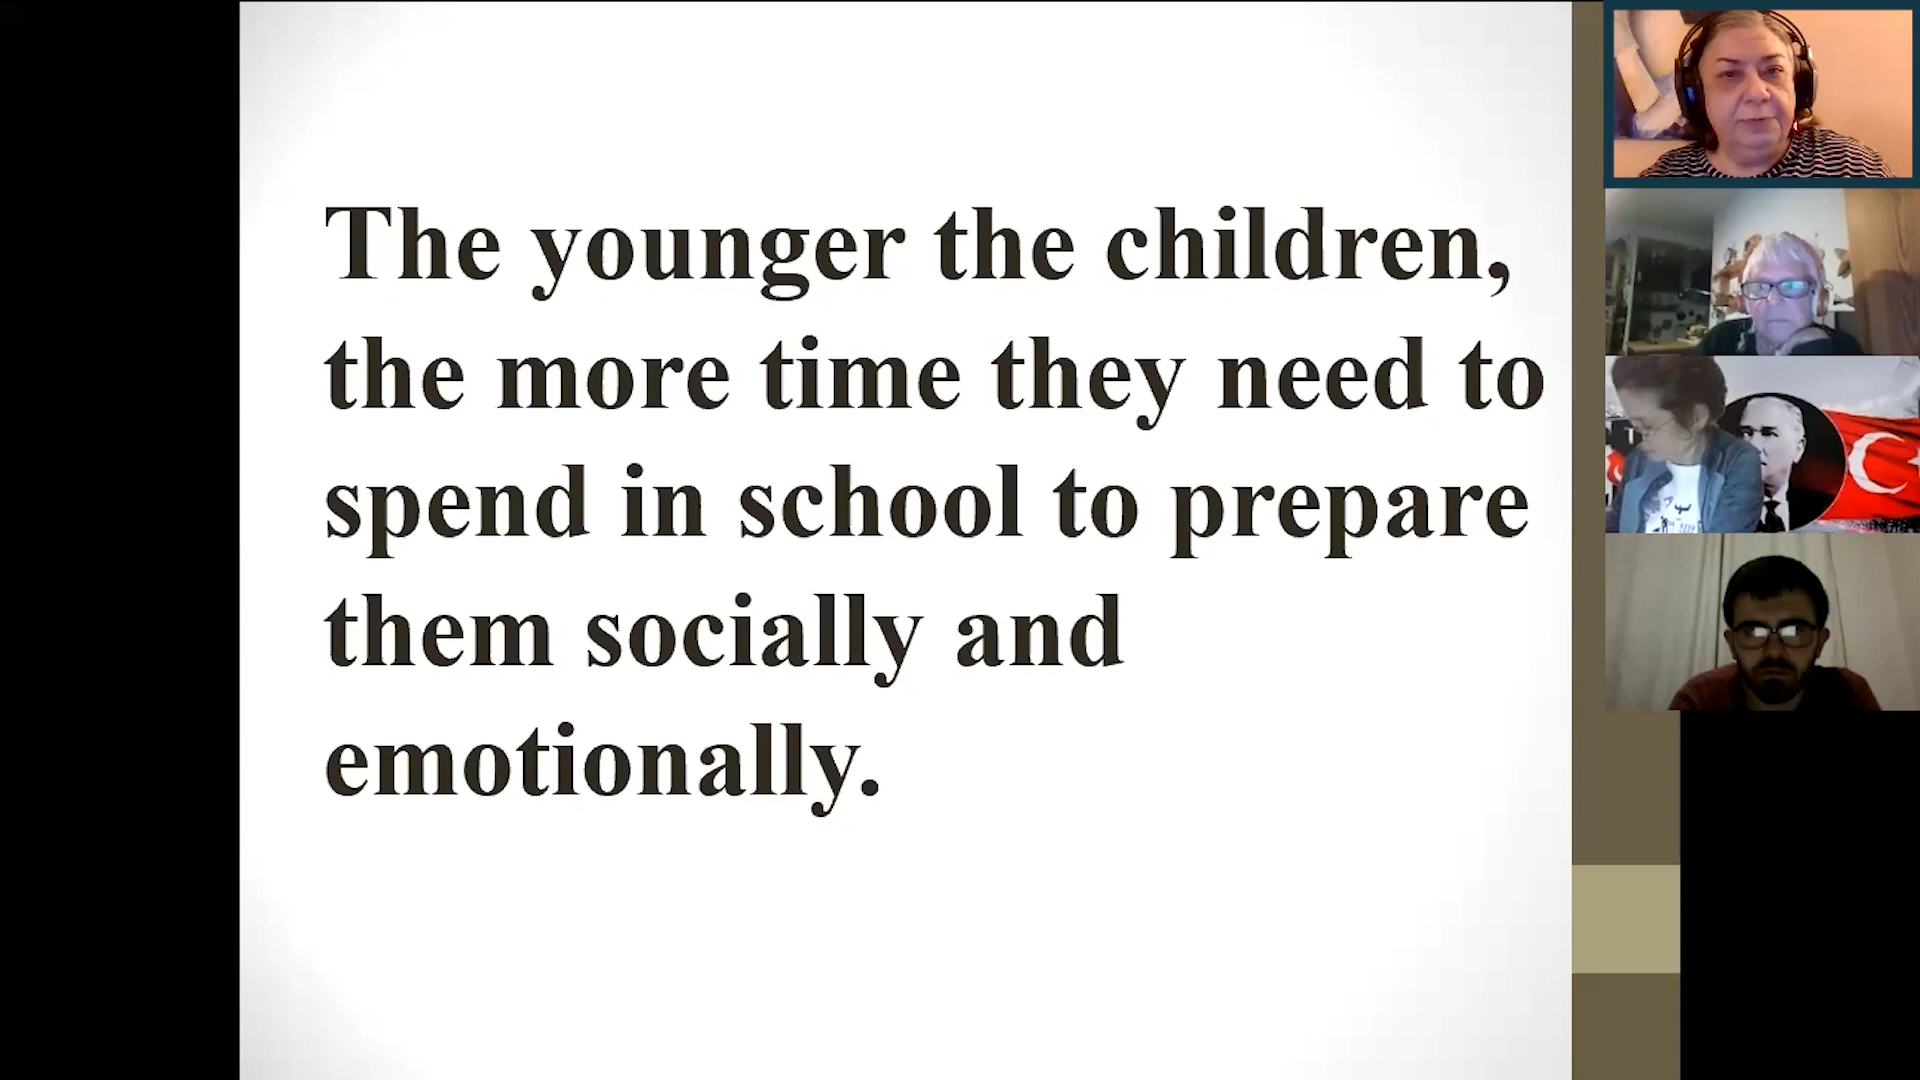 The younger the children,
the more time they need to
spend in school to prepare
them socially and
emotionally.